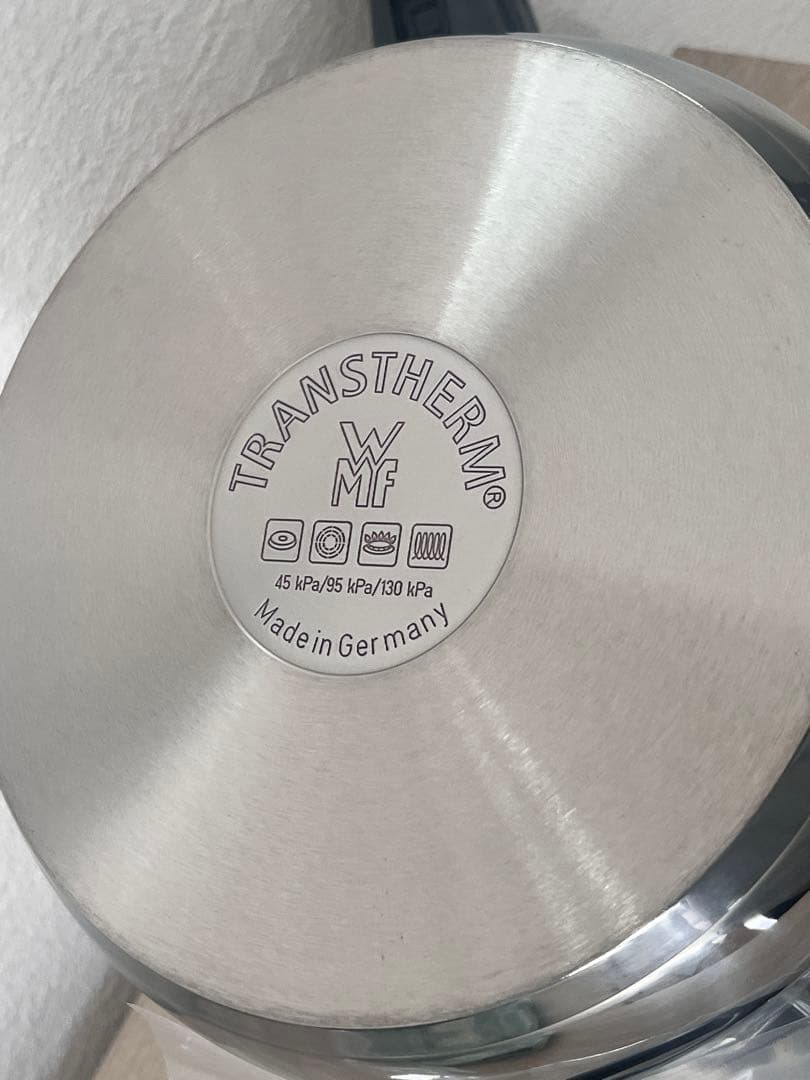 TRANSTHERM®
WMF
45 kPa/95 kPa/130 kPa
Made in Germany